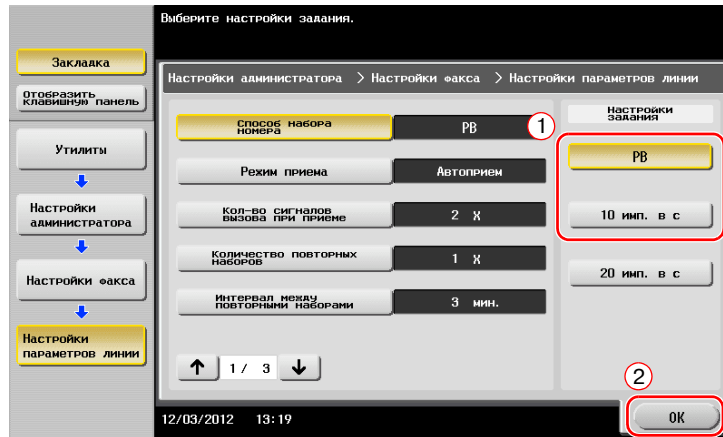 Выберите настройки задания.
Закладка
Отобразить
клавишную панель
Утилиты
Настройки
администратора
Настройки факса
Настройки
параметров линии
Настройки администратора > Настройки факса > Настройки параметров линии
Способ набора
номера
PB
Режим приема
Автоприем
Кол-во сигналов
вызова при приеме
2 X
Количество повторных
наборов
1 X
Интервал между
повторными наборами
3 мин.
↑ 1/ 3 ↓
1
Настройки
задания
PB
10 имп. в с
20 имп. в с
2
OK
12/03/2012 13:19